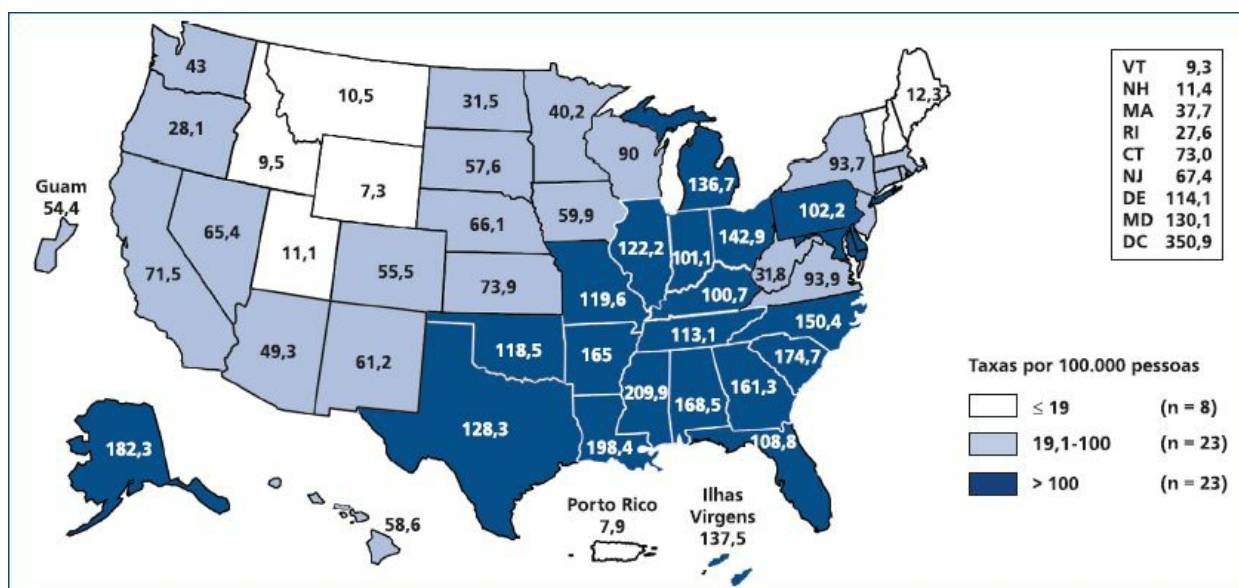 43
10,5
31,5
40,2
12,3
28,1
9,5
57,6
90
93,7
7,3
136,7
Guam
54,4
65,4
66,1
59,9
102,2
71,5
11,1
55,5
122,2
101,1
142,9
73,9
119,6
31,8
93,9
100,7
49,3
61,2
118,5
165
113,1
150,4
174,7
182,3
128,3
209,9
168,5
161,3
198,4
108,8
58,6
Porto Rico
7,9
Ilhas
Virgens
137,5
VT 9,3
NH 11,4
MA 37,7
RI 27,6
CT 73,0
NJ 67,4
DE 114,1
MD 130,1
DC 350,9
Taxas por 100.000 pessoas
≤ 19 (n = 8)
19,1-100 (n = 23)
> 100 (n = 23)